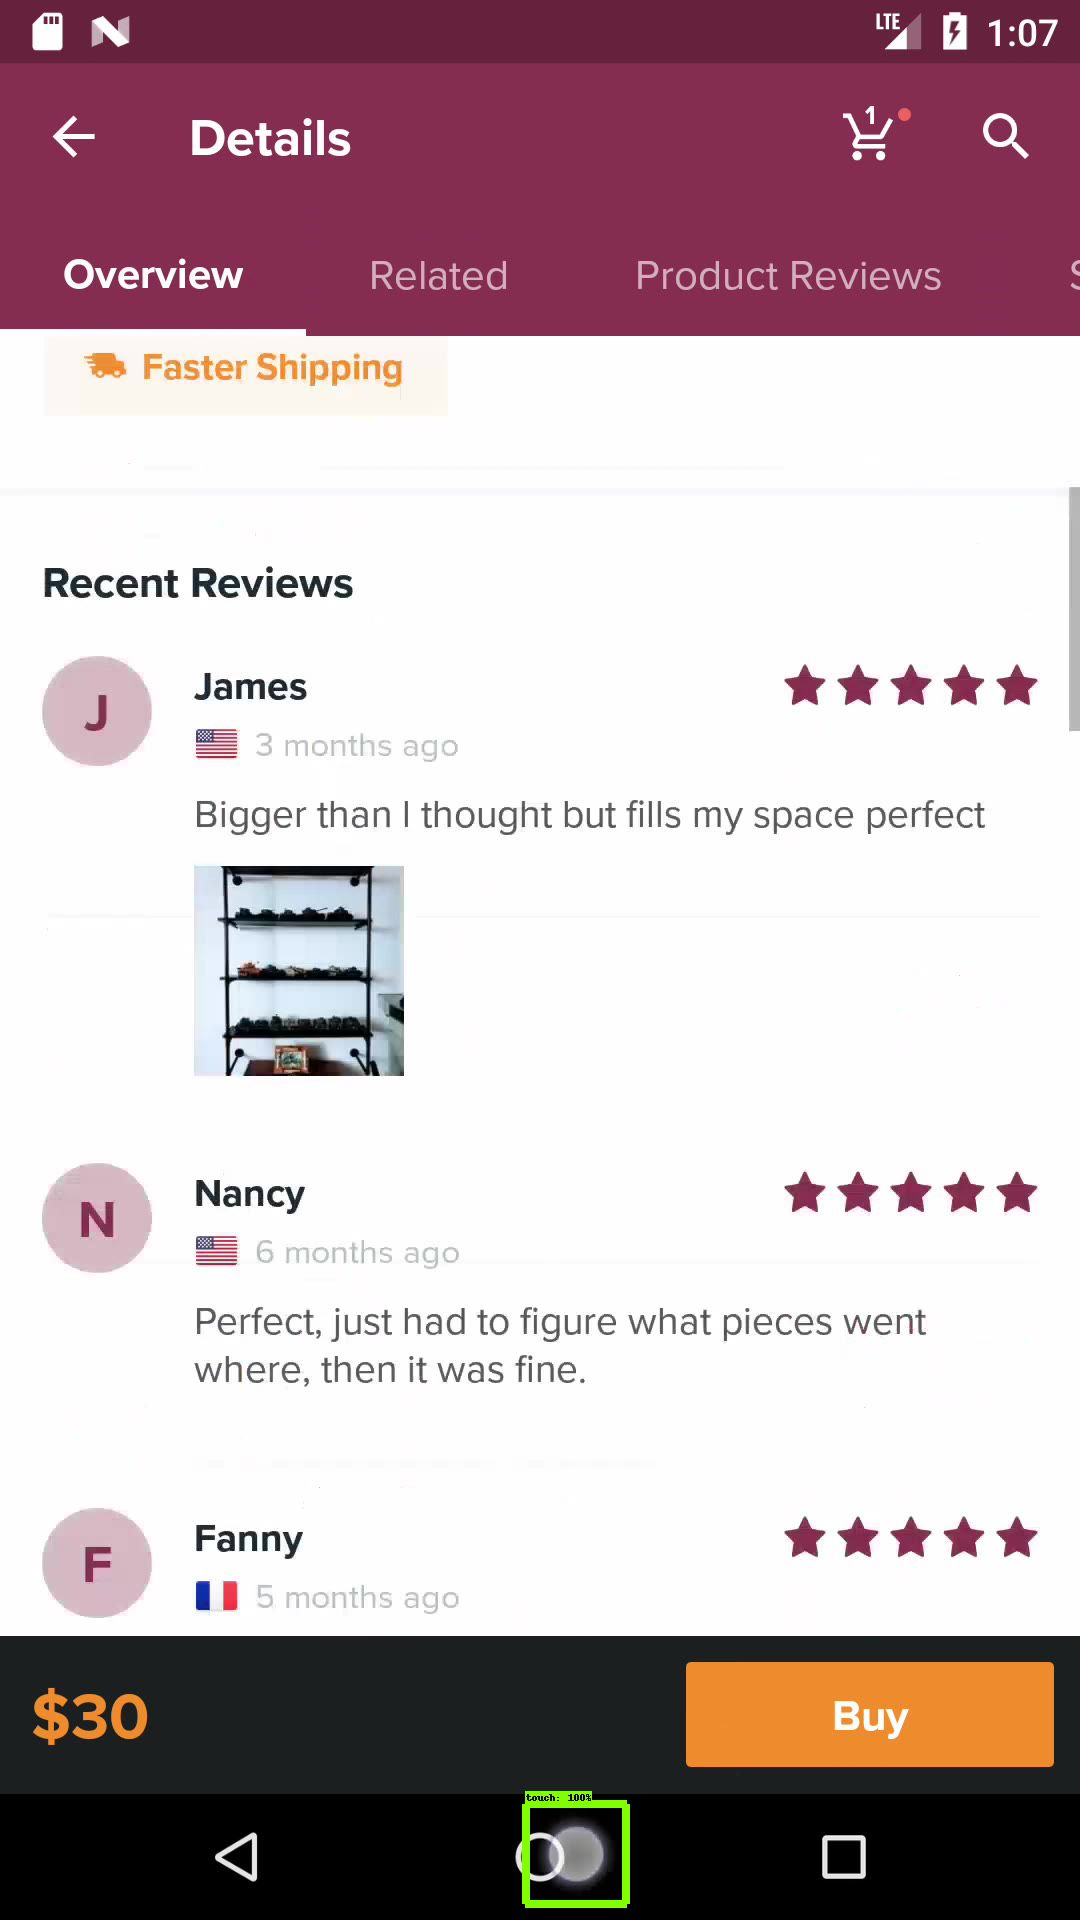 LTE 1:07
Details
1
Overview Related Product Reviews S
Faster Shipping
Recent Reviews
J
James
3 months ago
Bigger than I thought but fills my space perfect
N
Nancy
6 months ago
Perfect, just had to figure what pieces went
where, then it was fine.
F
Fanny
5 months ago
$30
Buy
touch: 100%